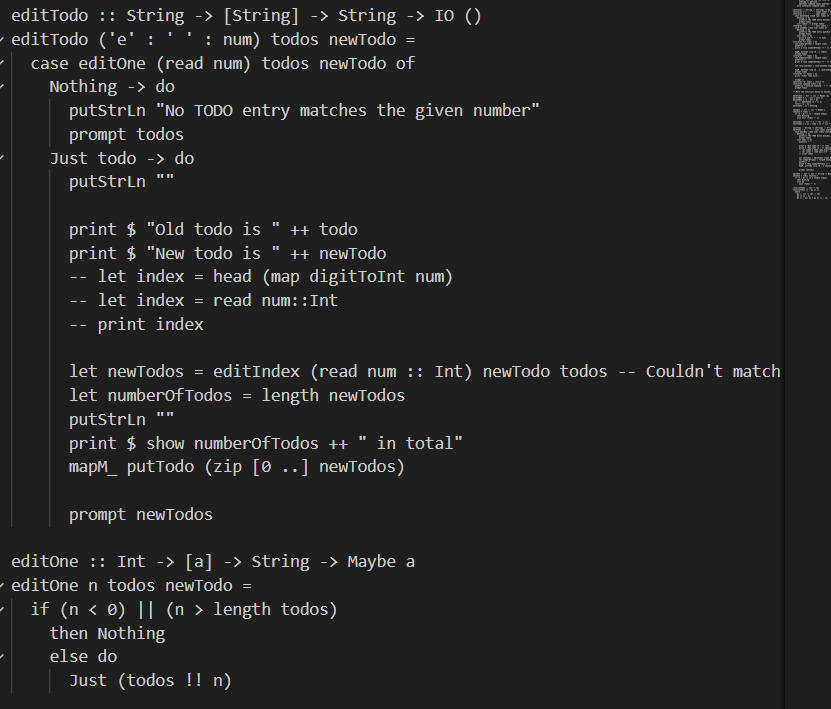 editTodo :: String -> [String] -> String -> IO ()
editTodo ('e' : ' ' : num) todos newTodo =
  case editOne (read num) todos newTodo of
    Nothing -> do
      putStrLn "No TODO entry matches the given number"
      prompt todos
    Just todo -> do
      putStrLn ""

      print $ "Old todo is " ++ todo
      print $ "New todo is " ++ newTodo
      -- let index = head (map digitToInt num)
      -- let index = read num::Int
      -- print index

      let newTodos = editIndex (read num :: Int) newTodo todos -- Couldn't match
      let numberOfTodos = length newTodos
      putStrLn ""
      print $ show numberOfTodos ++ " in total"
      mapM_ putTodo (zip [0 ..] newTodos)

      prompt newTodos

editOne :: Int -> [a] -> String -> Maybe a
editOne n todos newTodo =
  if (n < 0) || (n > length todos)
    then Nothing
    else do
      Just (todos !! n)